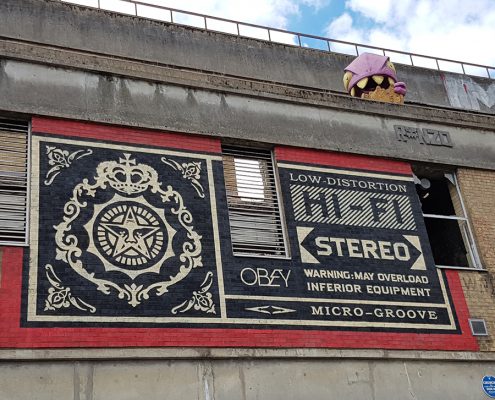 LOW-DISTORTION
HI-FI
STEREO
OBEY
WARNING: MAY OVERLOAD
INFERIOR EQUIPMENT
MICRO-GROOVE